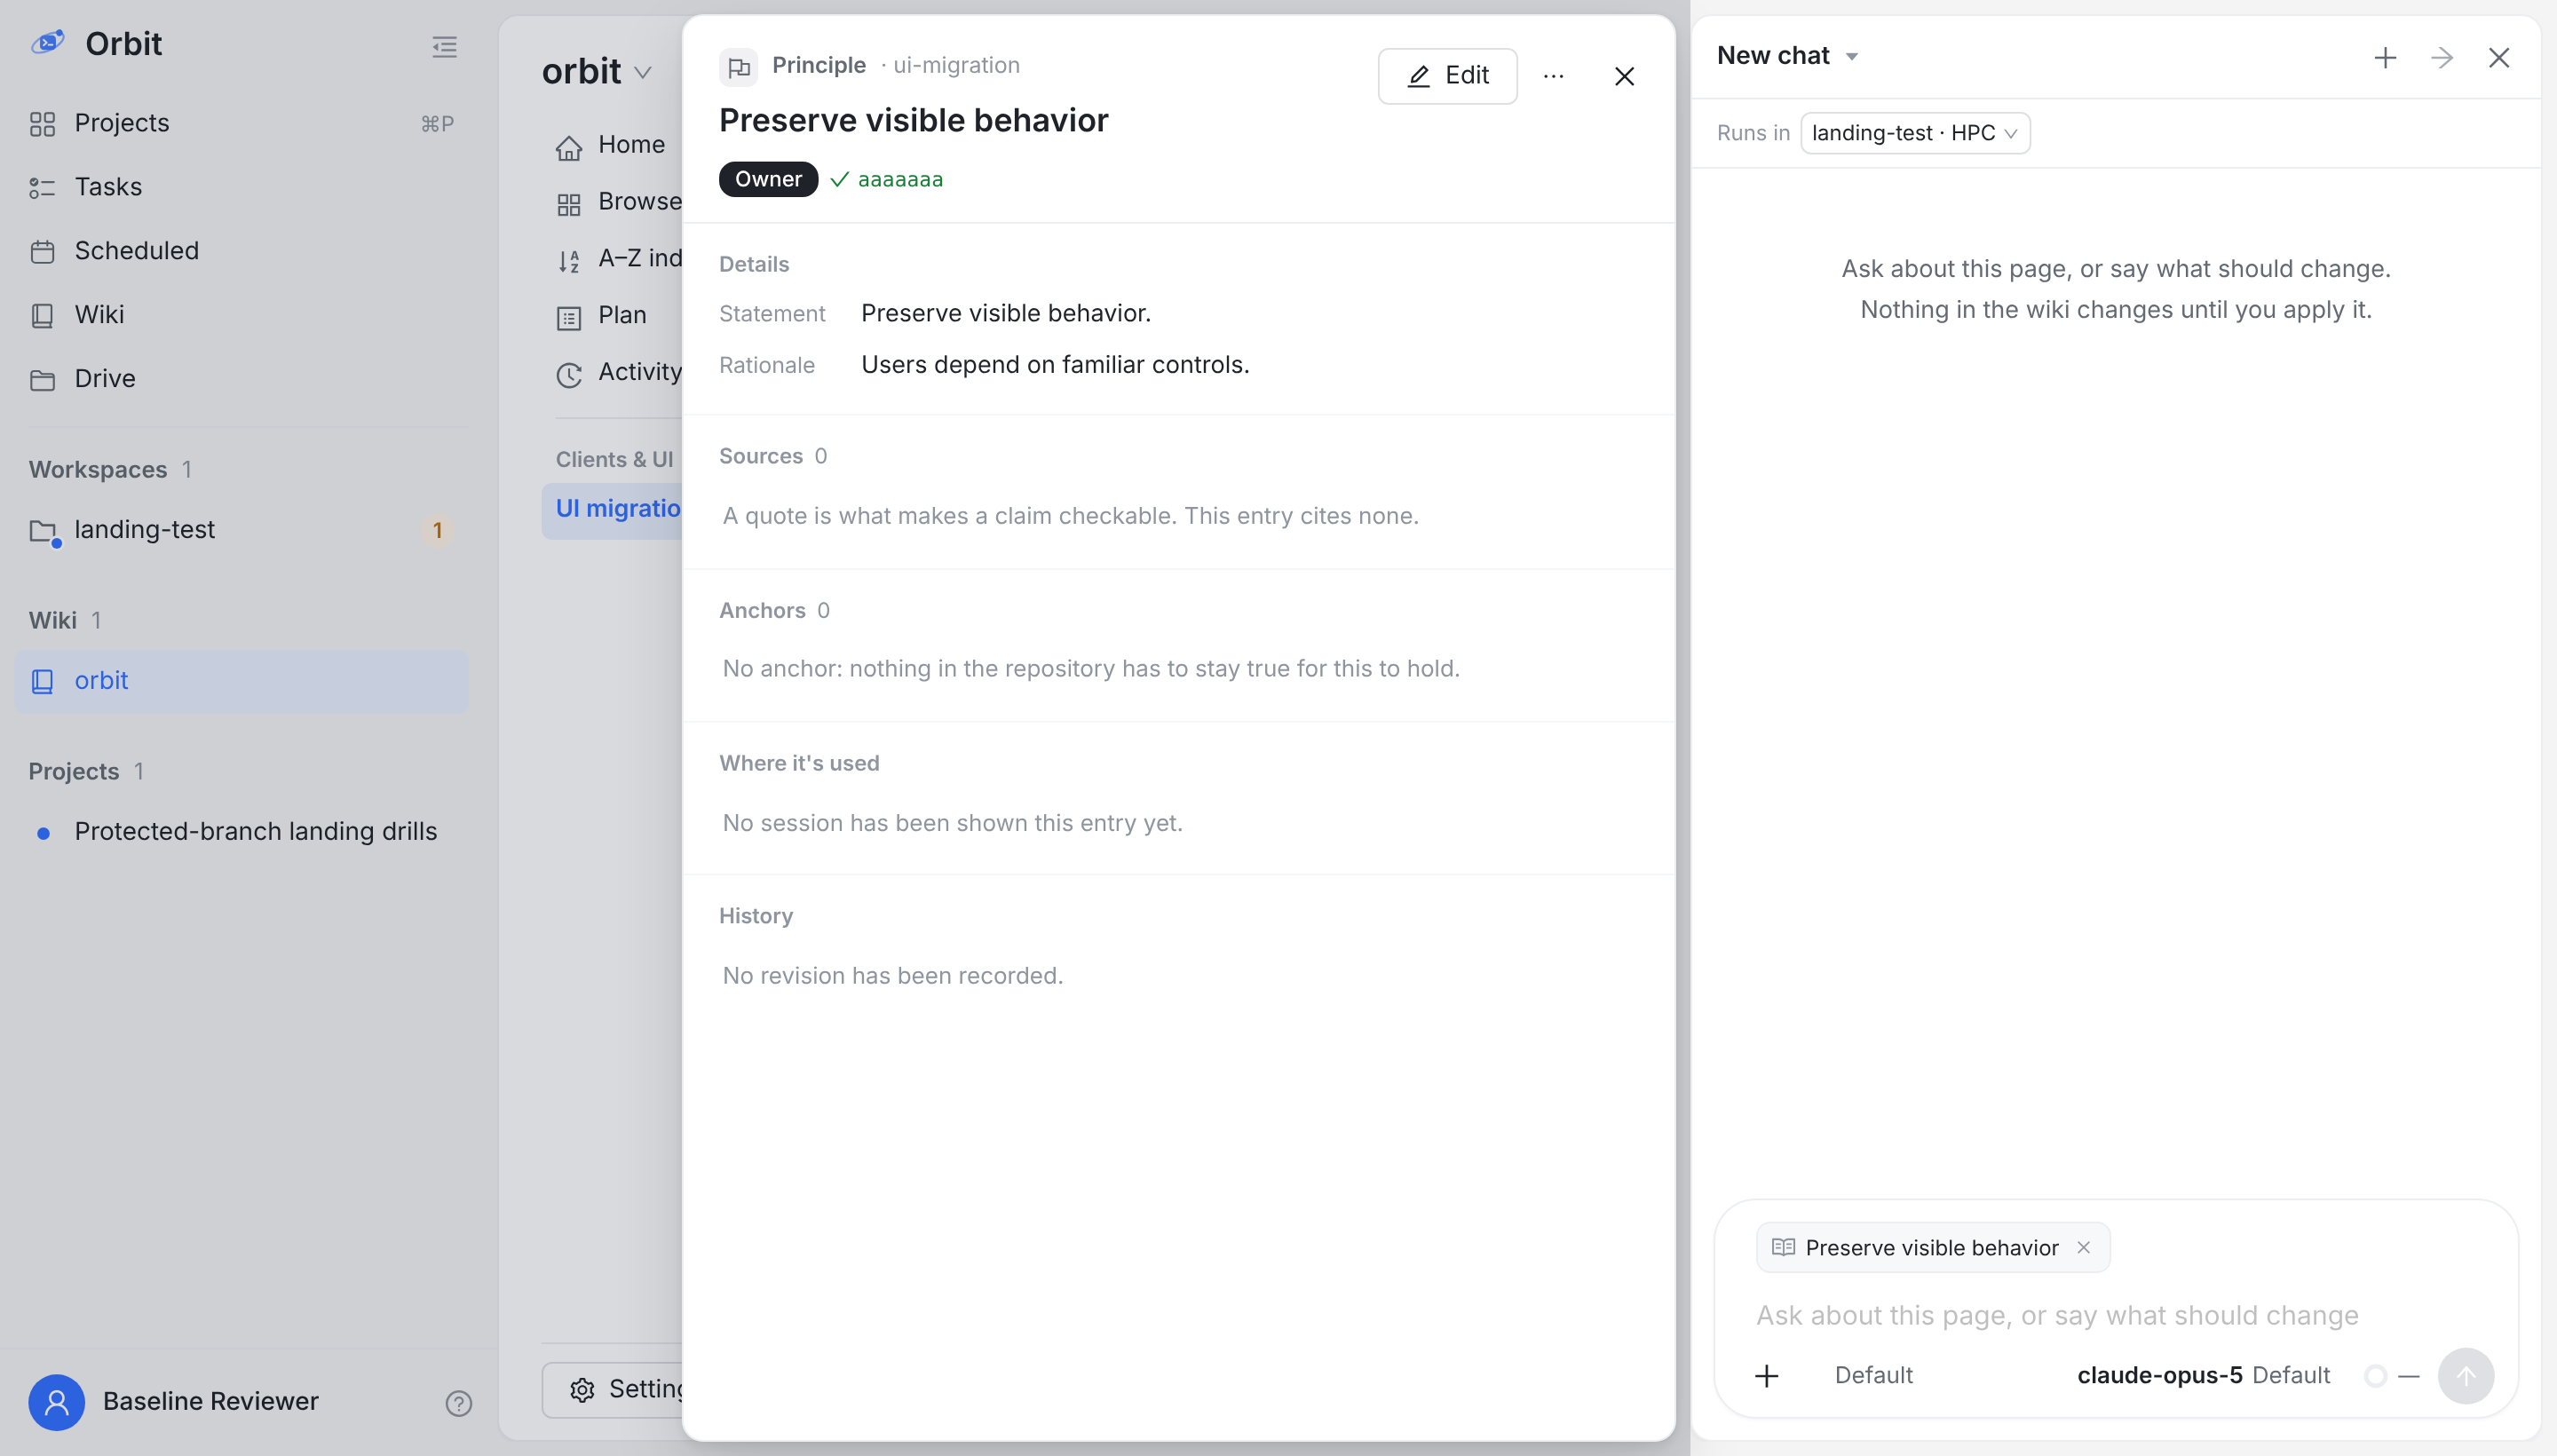 Orbit
Projects ⌘P
Tasks
Scheduled
Wiki
Drive
Workspaces 1
landing-test 1
Wiki 1
orbit
Projects 1
Protected-branch landing drills
Baseline Reviewer
orbit
Home
Browse
A–Z ind
Plan
Activity
Clients & UI
UI migratio
Setting
Principle · ui-migration
Edit
Preserve visible behavior
Owner aaaaaaa
Details
Statement Preserve visible behavior.
Rationale Users depend on familiar controls.
Sources 0
A quote is what makes a claim checkable. This entry cites none.
Anchors 0
No anchor: nothing in the repository has to stay true for this to hold.
Where it's used
No session has been shown this entry yet.
History
No revision has been recorded.
New chat
Runs in landing-test · HPC
Ask about this page, or say what should change.
Nothing in the wiki changes until you apply it.
Preserve visible behavior
Ask about this page, or say what should change
Default claude-opus-5 Default